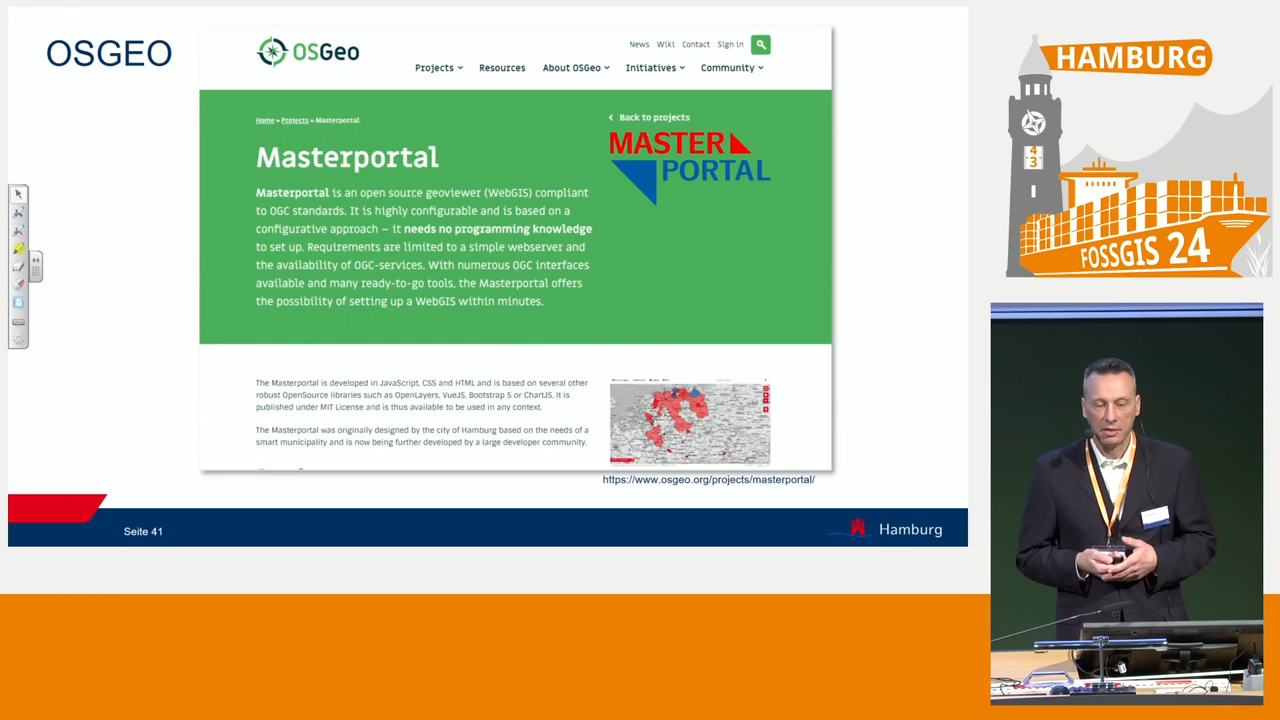 OSGEO
OSGeo
News Wiki Contact Sign in
Projects Resources About OSGeo Initiatives Community
Home » Projects » Masterportal
Back to projects
MASTER
PORTAL
Masterportal
Masterportal is an open source geoviewer (WebGIS) compliant
to OGC standards. It is highly configurable and is based on a
configurative approach – it needs no programming knowledge
to set up. Requirements are limited to a simple webserver and
the availability of OGC-services. With numerous OGC interfaces
available and many ready-to-go tools, the Masterportal offers
the possibility of setting up a WebGIS within minutes.
The Masterportal is developed in JavaScript, CSS and HTML and is based on several other
robust OpenSource libraries such as OpenLayers, VueJS, Bootstrap 5 or ChartJS. It is
published under MIT License and is thus available to be used in any context.
The Masterportal was originally designed by the city of Hamburg based on the needs of a
smart municipality and is now being further developed by a large developer community.
https://www.osgeo.org/projects/masterportal/
Seite 41
Hamburg
HAMBURG
4
3
FOSSGIS 24